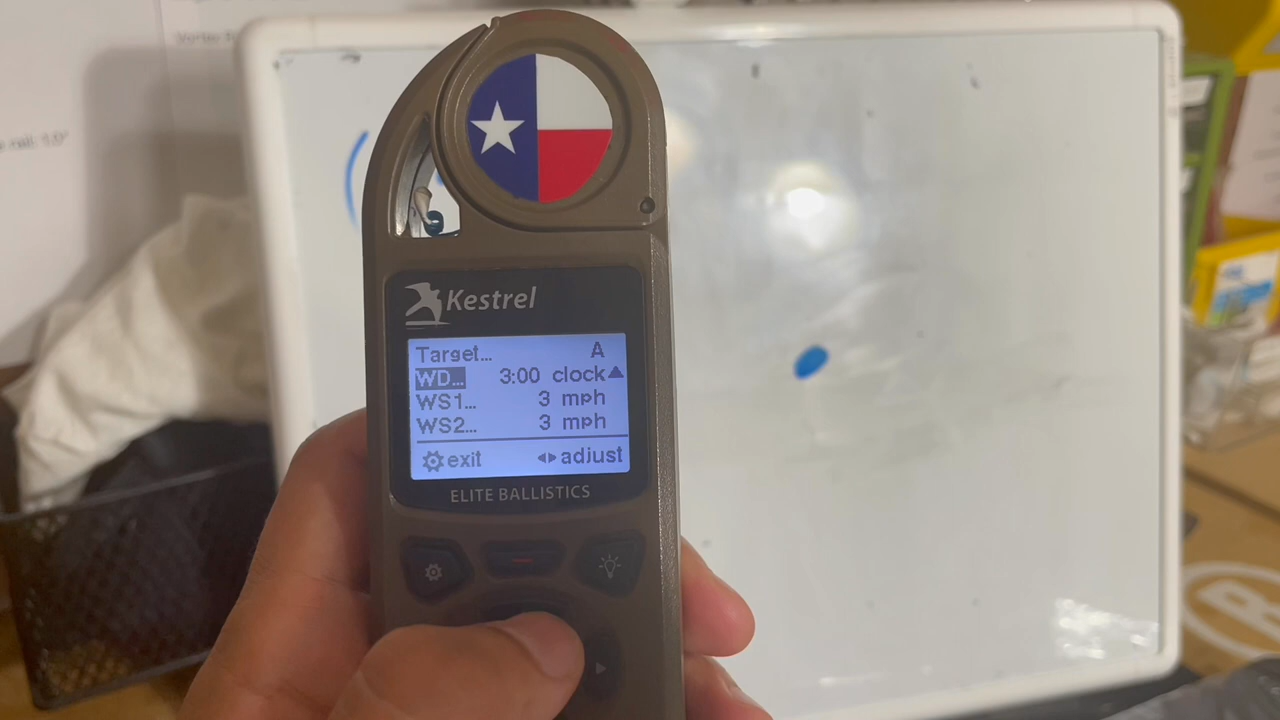 Kestrel
Target... A
WD... 3:00 clock
WS1... 3 mph
WS2... 3 mph
exit adjust
ELITE BALLISTICS